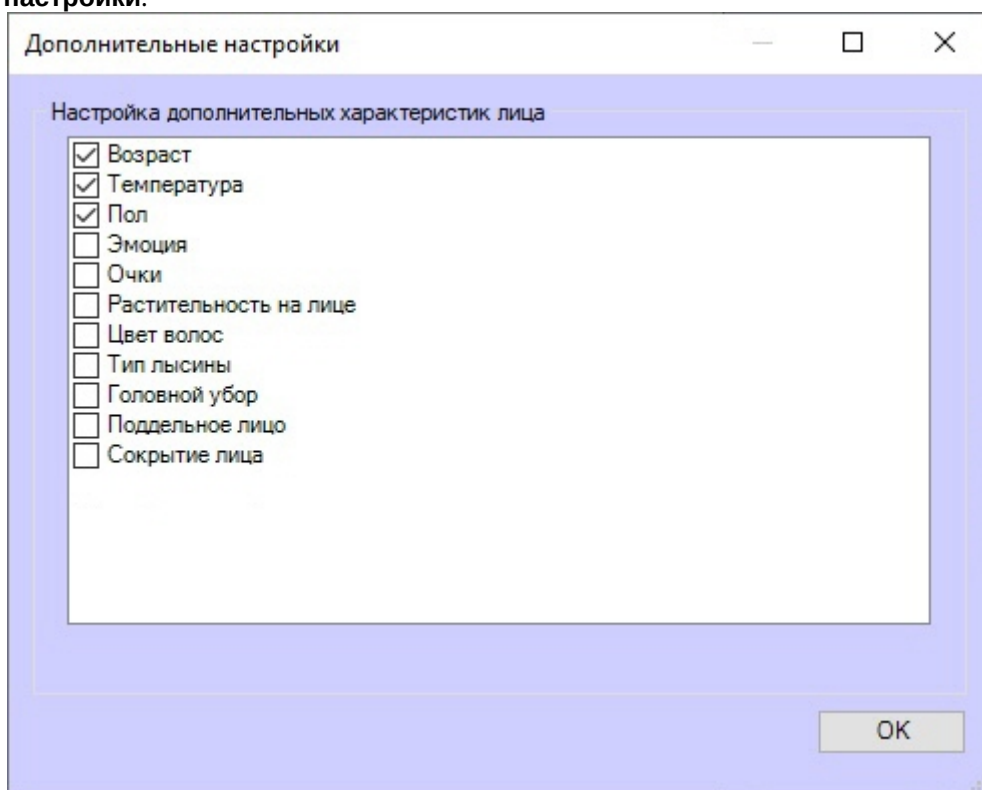 настройки.
Дополнительные настройки
Настройка дополнительных характеристик лица
Возраст
Температура
Пол
Эмоция
Очки
Растительность на лице
Цвет волос
Тип лысины
Головной убор
Поддельное лицо
Сокрытие лица
OK